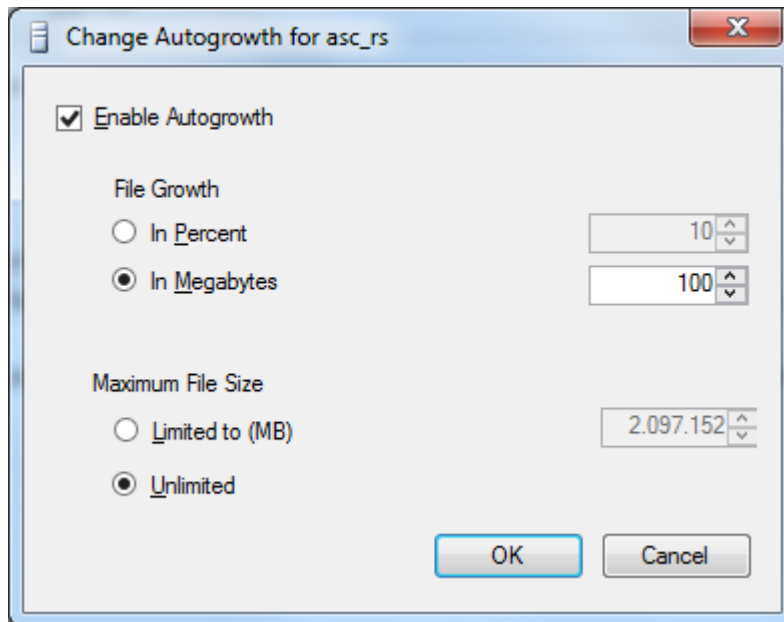 Change Autogrowth for asc_rs
Enable Autogrowth
File Growth
In Percent 10
In Megabytes 100
Maximum File Size
Limited to (MB) 2.097.152
Unlimited
OK Cancel